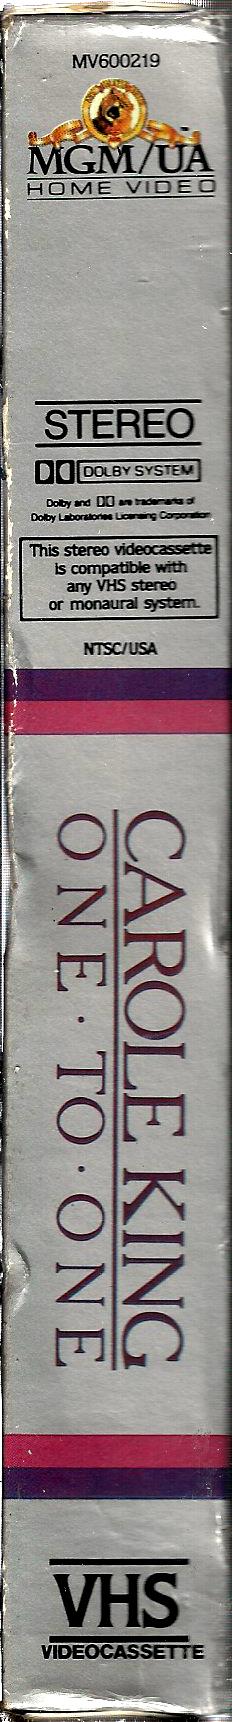 MV600219
MGM/UA
HOME VIDEO
STEREO
DOLBY SYSTEM
Dolby and DD are trademarks of
Dolby Laboratories Licensing Corporation
This stereo videocassette
is compatible with
any VHS stereo
or monaural system.
NTSC/USA
CAROLE KING
ONE·TO·ONE
VHS
VIDEOCASSETTE